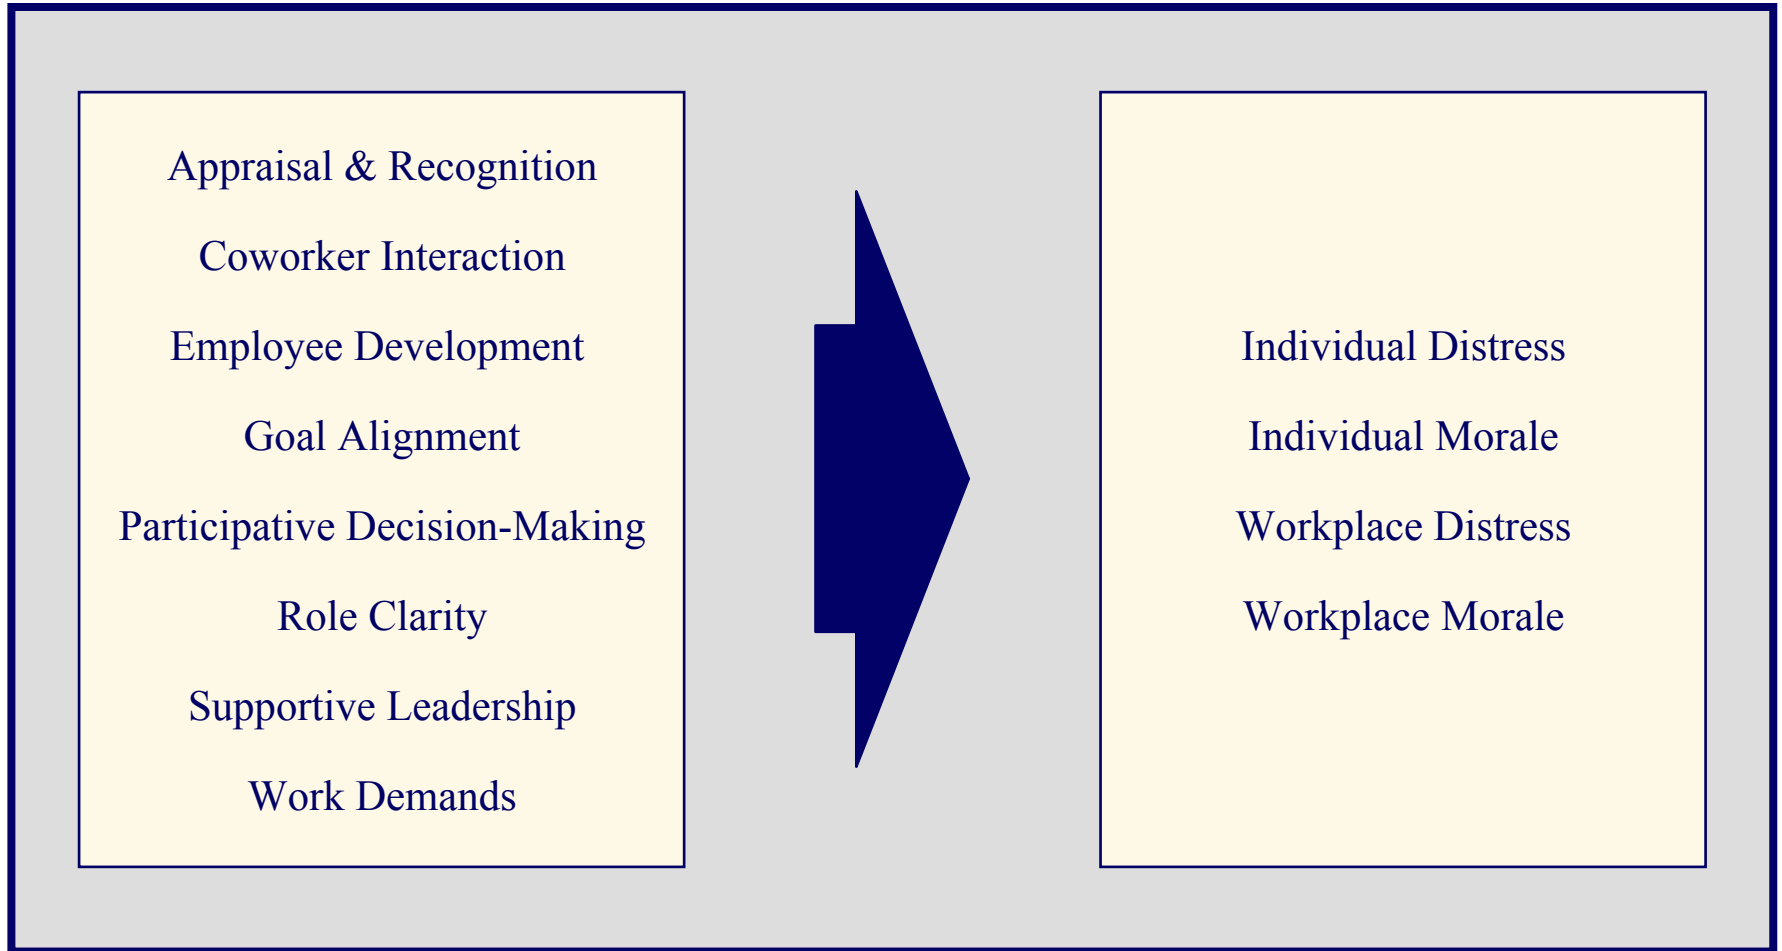 Appraisal & Recognition
Coworker Interaction
Employee Development
Goal Alignment
Participative Decision-Making
Role Clarity
Supportive Leadership
Work Demands
Individual Distress
Individual Morale
Workplace Distress
Workplace Morale